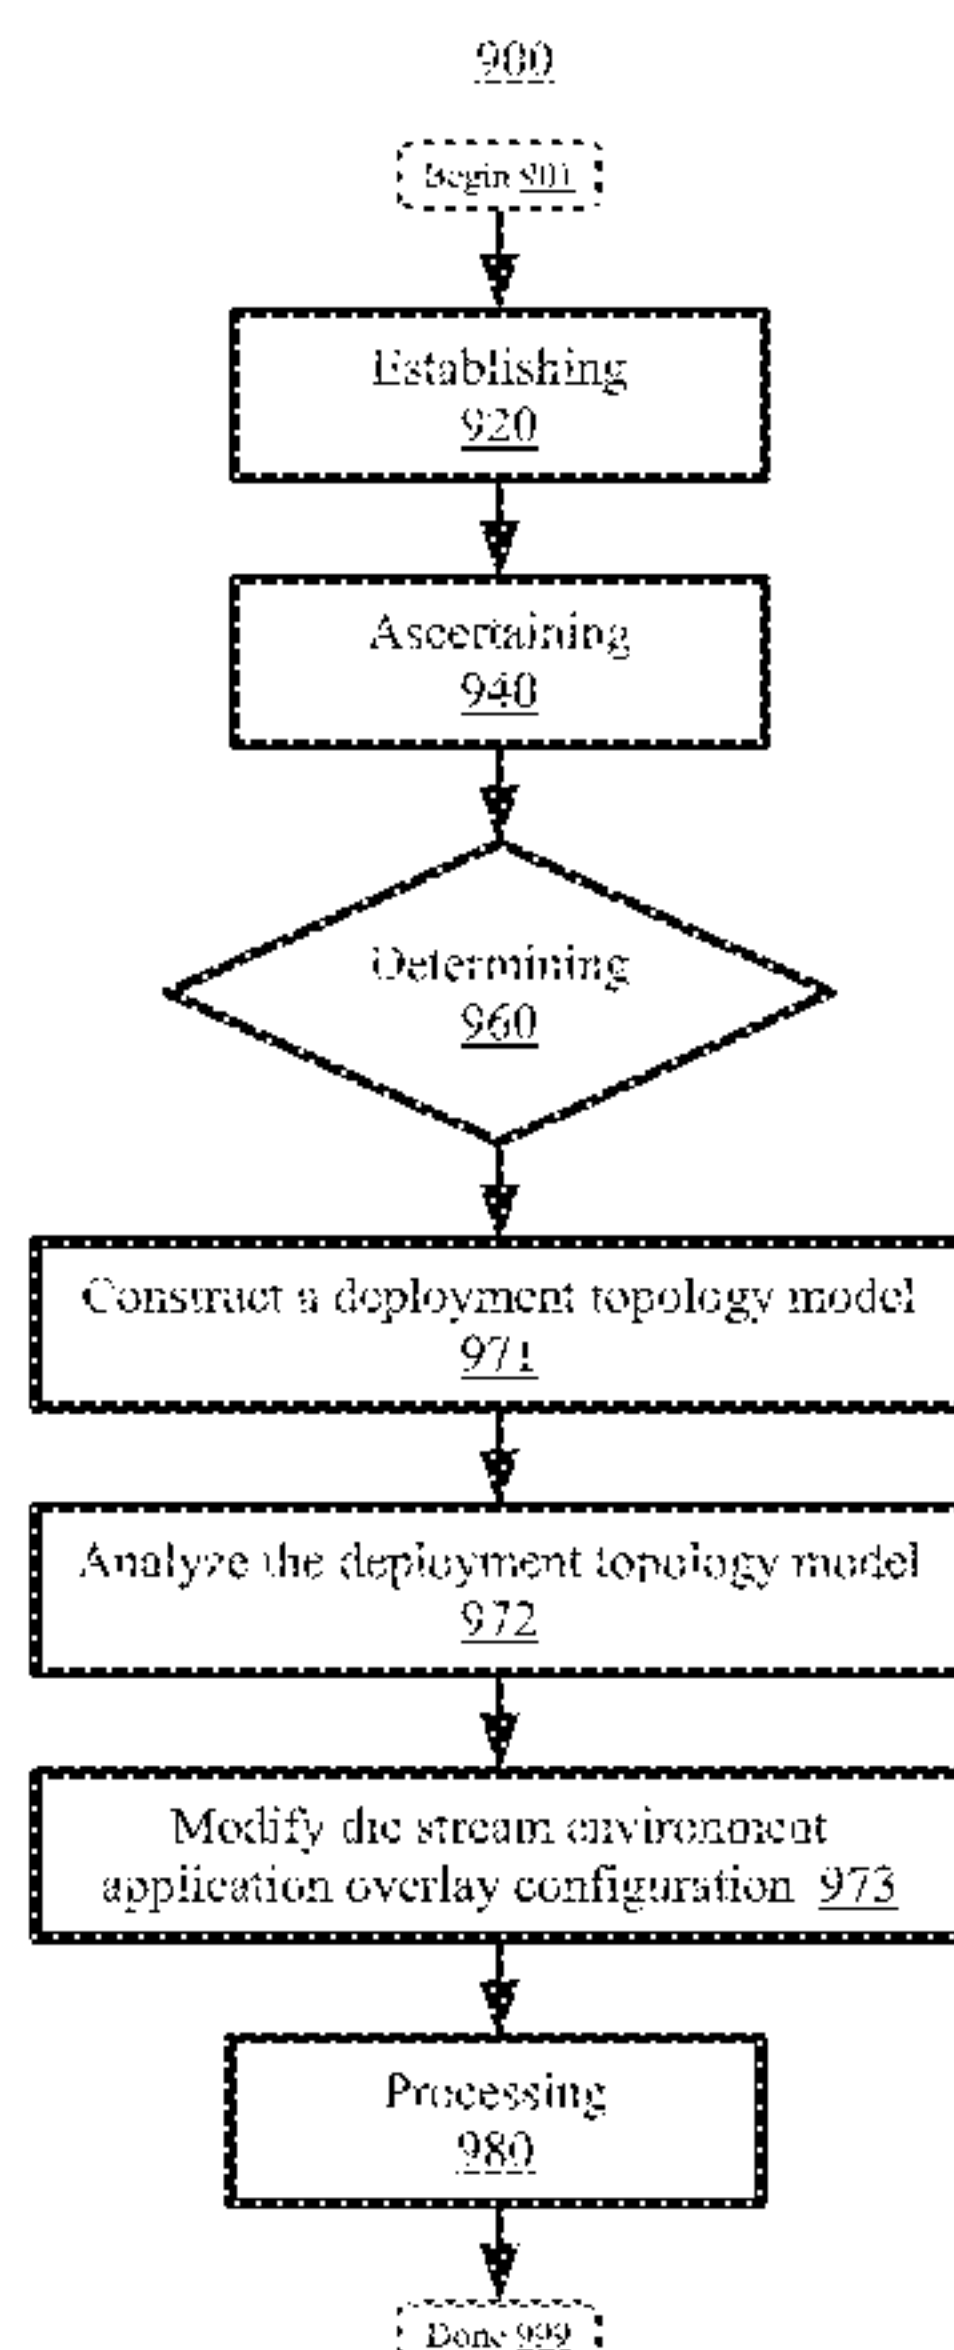 900
Begin 901
Establishing
920
Ascertaining
940
Determining
960
Construct a deployment topology model
971
Analyze the deployment topology model
972
Modify the stream environment
application overlay configuration 973
Processing
980
Done 999